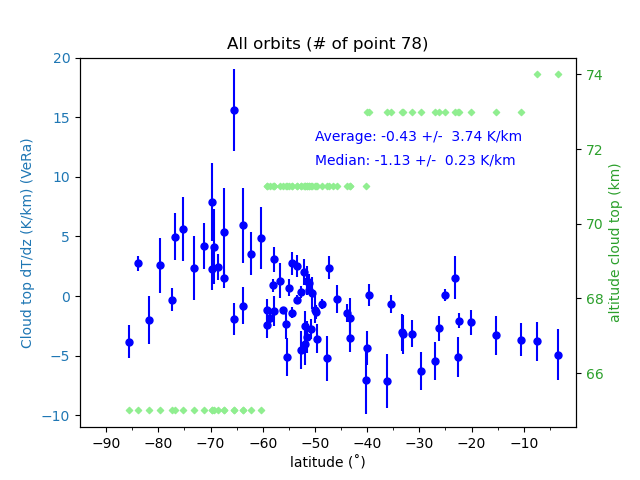 All orbits (# of point 78)
Cloud top dT/dz (K/km) (VeRa)
20
15
10
5
0
−5
−10
Average: -0.43 +/-  3.74 K/km
Median: -1.13 +/-  0.23 K/km
74
72
70
68
66
altitude cloud top (km)
−90 −80 −70 −60 −50 −40 −30 −20 −10
latitude (˚)